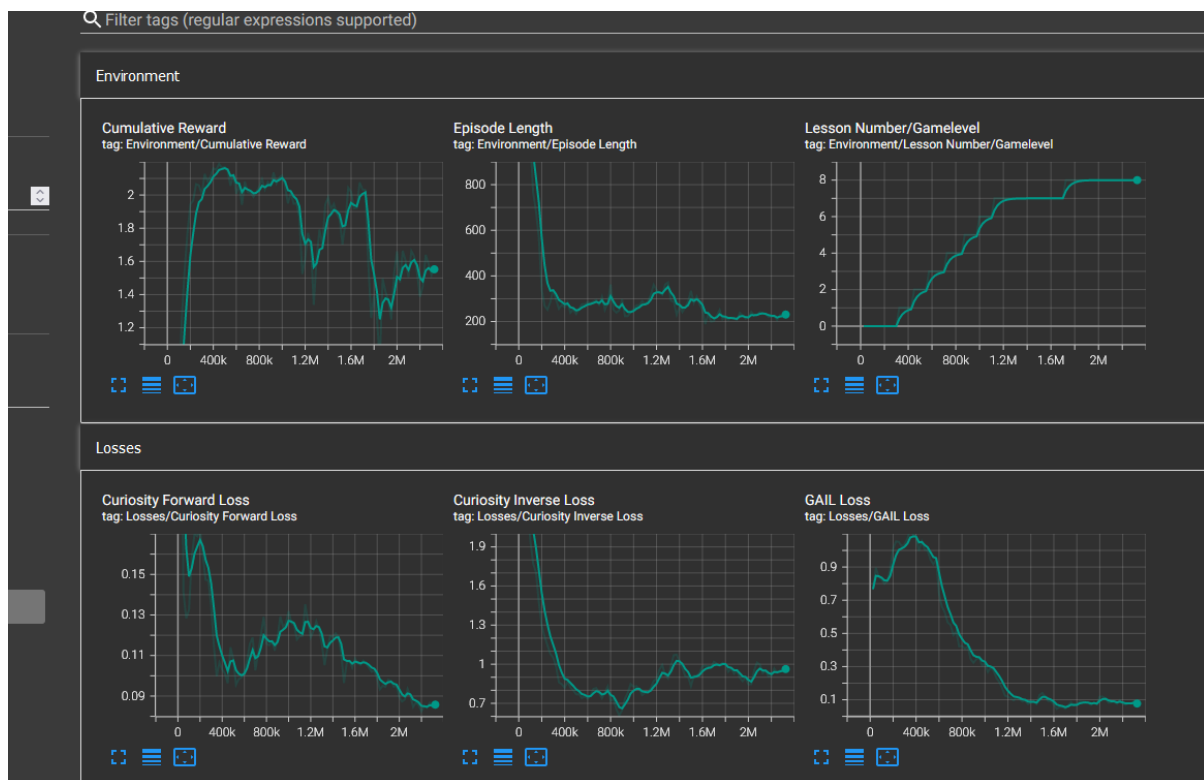 Filter tags (regular expressions supported)
Environment
Cumulative Reward
tag: Environment/Cumulative Reward
2
1.8
1.6
1.4
1.2
0 400k 800k 1.2M 1.6M 2M
Episode Length
tag: Environment/Episode Length
800
600
400
200
0 400k 800k 1.2M 1.6M 2M
Lesson Number/Gamelevel
tag: Environment/Lesson Number/Gamelevel
8
6
4
2
0
0 400k 800k 1.2M 1.6M 2M
Losses
Curiosity Forward Loss
tag: Losses/Curiosity Forward Loss
0.15
0.13
0.11
0.09
0 400k 800k 1.2M 1.6M 2M
Curiosity Inverse Loss
tag: Losses/Curiosity Inverse Loss
1.9
1.6
1.3
1
0.7
0 400k 800k 1.2M 1.6M 2M
GAIL Loss
tag: Losses/GAIL Loss
0.9
0.7
0.5
0.3
0.1
0 400k 800k 1.2M 1.6M 2M